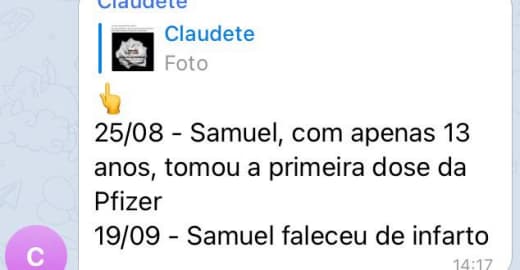 Claudete
Claudete
Foto
25/08 - Samuel, com apenas 13
anos, tomou a primeira dose da
Pfizer
19/09 - Samuel faleceu de infarto
C
14:17